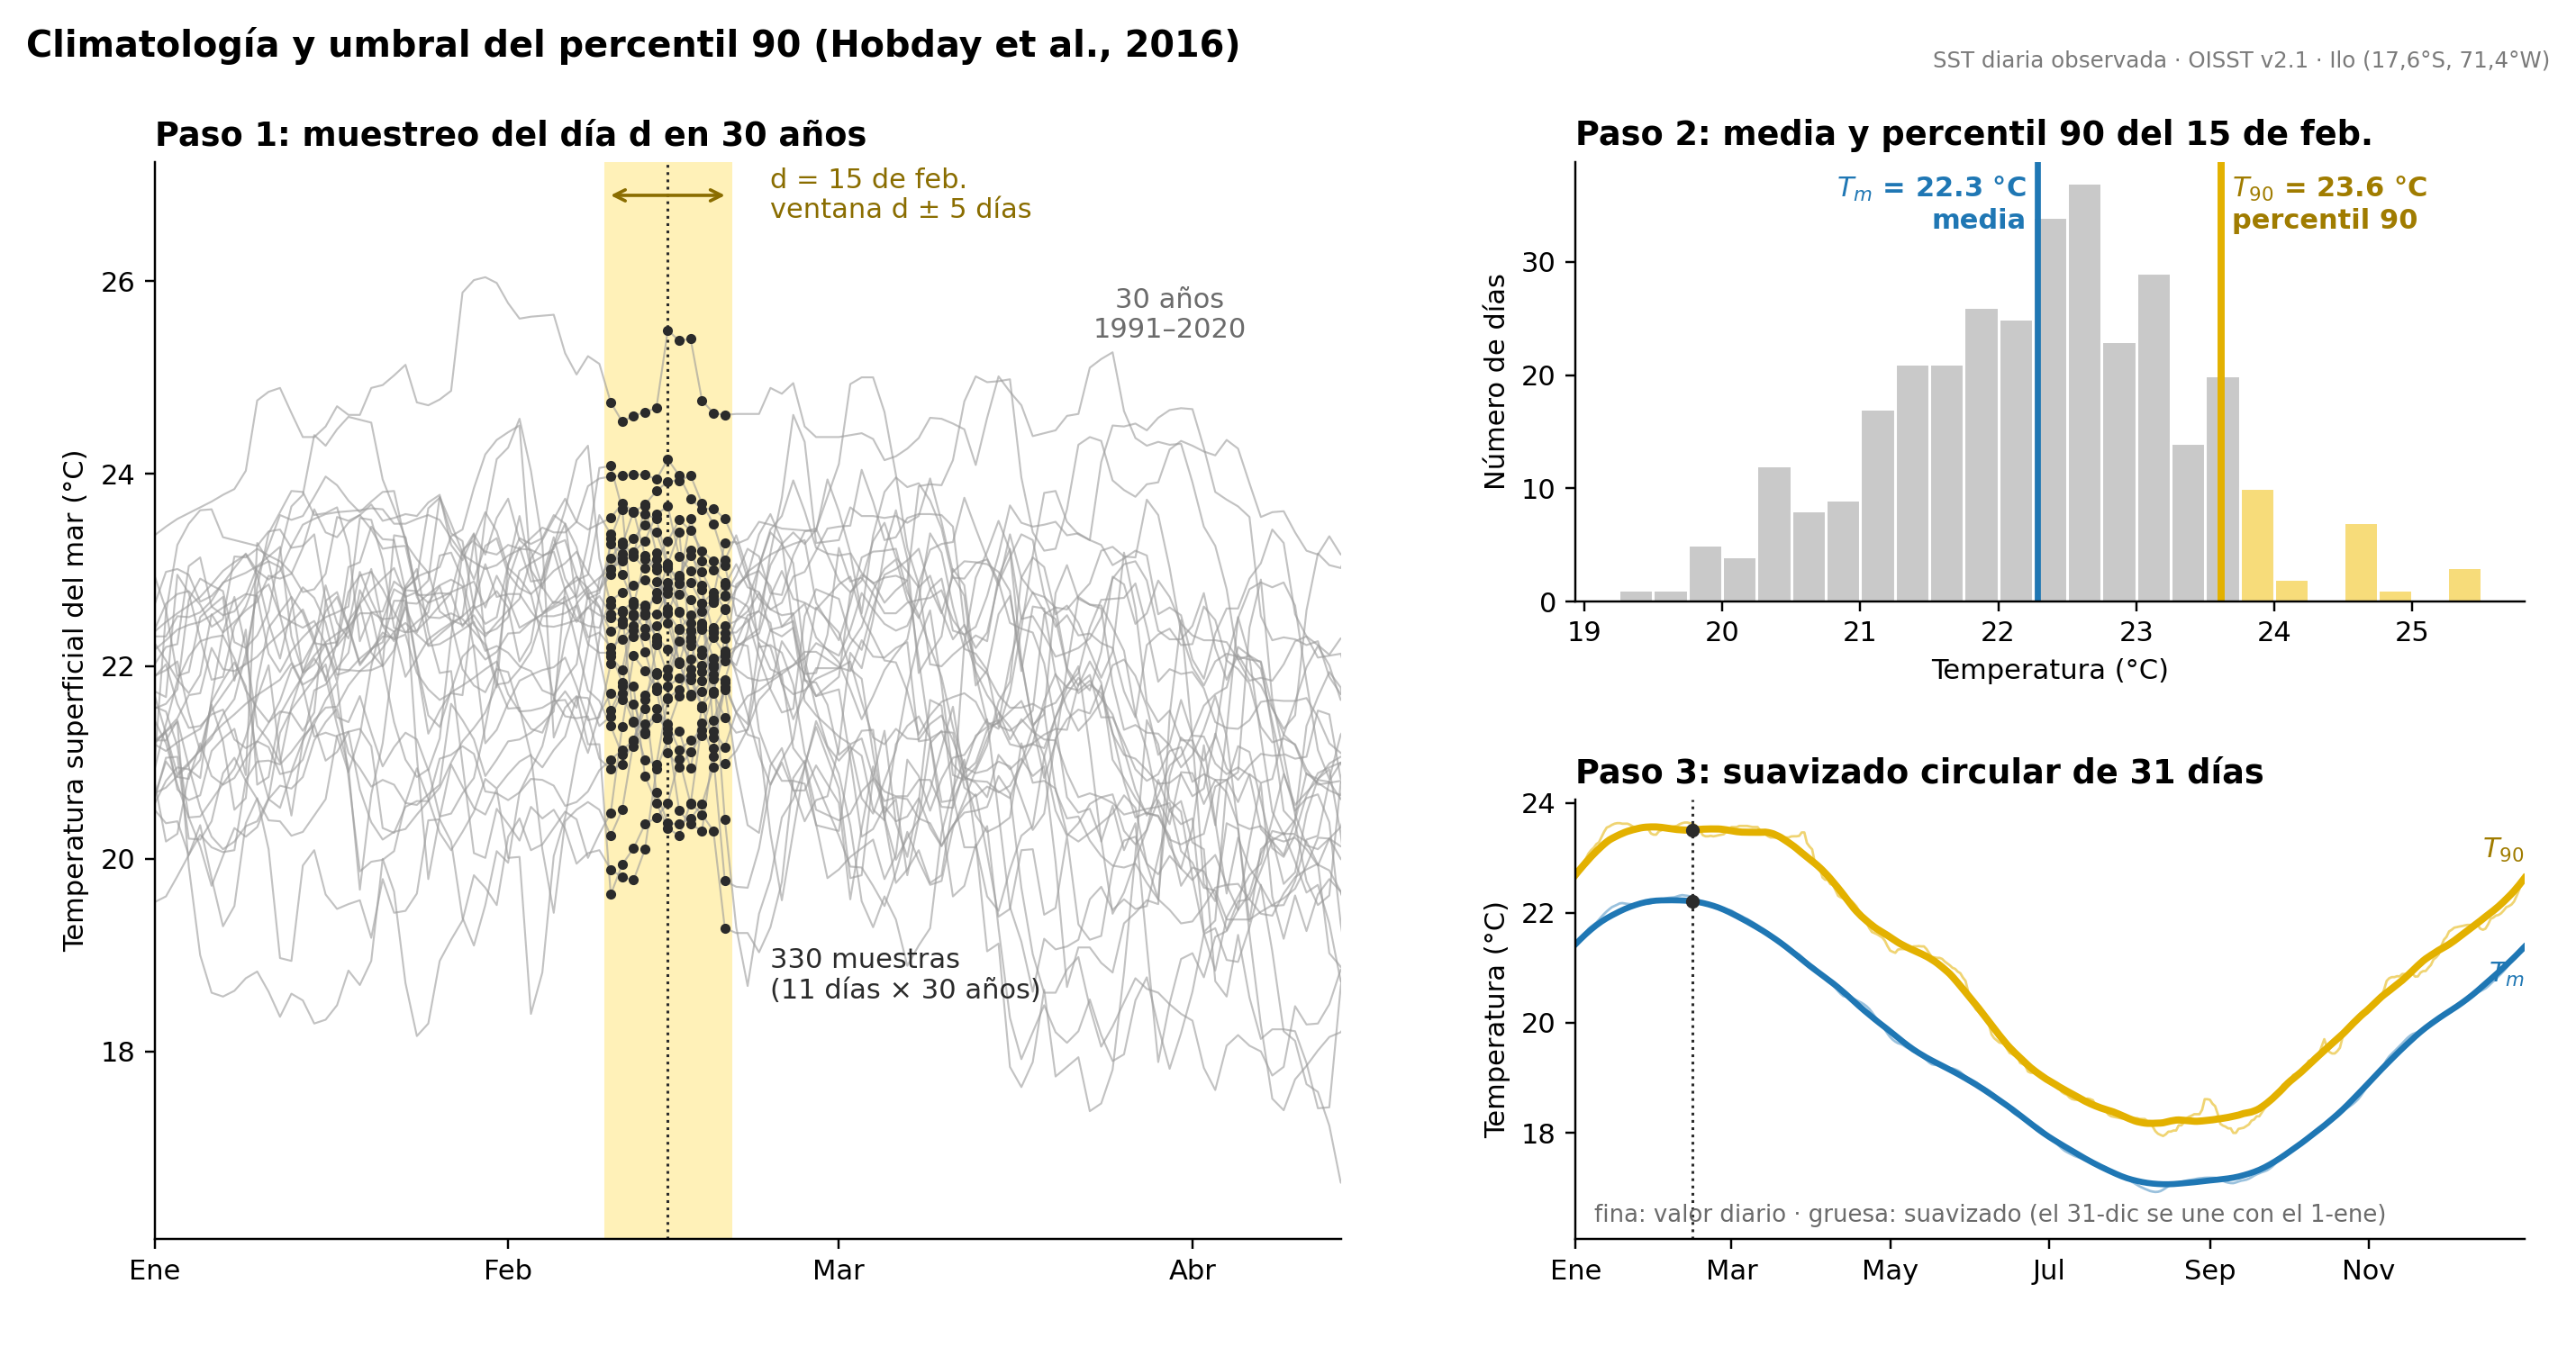 Climatología y umbral del percentil 90 (Hobday et al., 2016)
SST diaria observada · OISST v2.1 · Ilo (17,6°S, 71,4°W)
Paso 1: muestreo del día d en 30 años
d = 15 de feb.
ventana d ± 5 días
30 años
1991–2020
330 muestras
(11 días × 30 años)
Temperatura superficial del mar (°C)
26
24
22
20
18
Ene Feb Mar Abr
Paso 2: media y percentil 90 del 15 de feb.
Tm = 22.3 °C
media
T90 = 23.6 °C
percentil 90
Número de días
30
20
10
0
19 20 21 22 23 24 25
Temperatura (°C)
Paso 3: suavizado circular de 31 días
T90
Tm
Temperatura (°C)
24
22
20
18
fina: valor diario · gruesa: suavizado (el 31-dic se une con el 1-ene)
Ene Mar May Jul Sep Nov